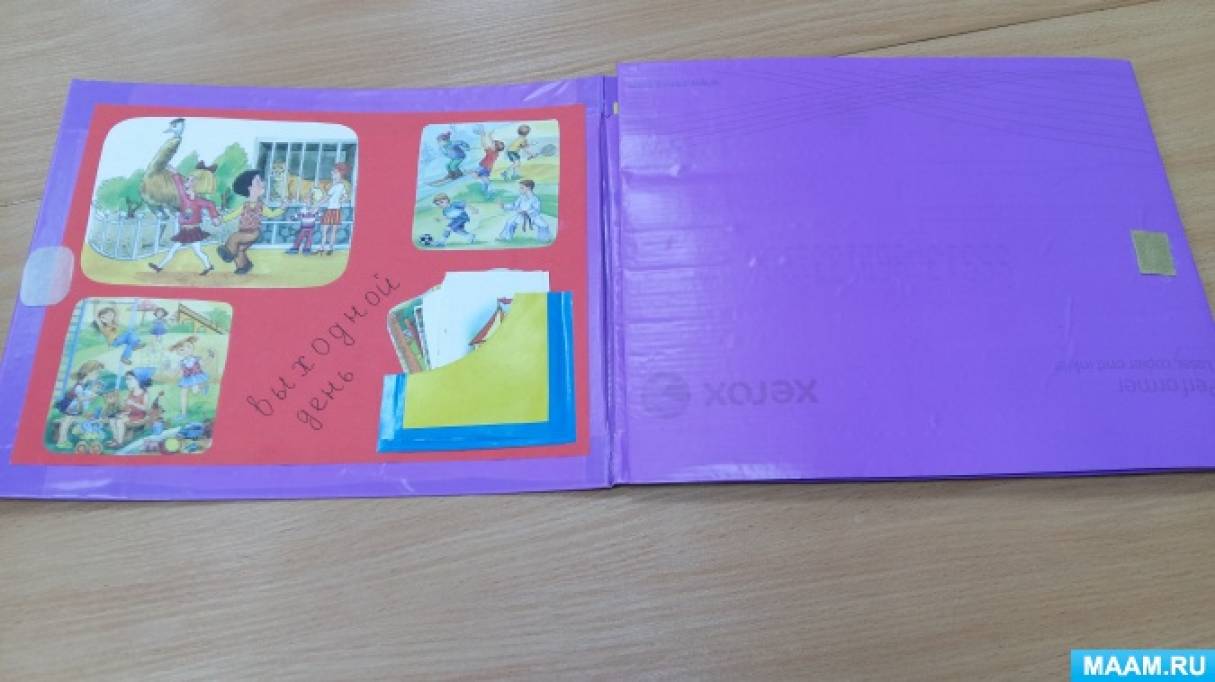 выходной
день
xerox
Performer
MAAM.RU